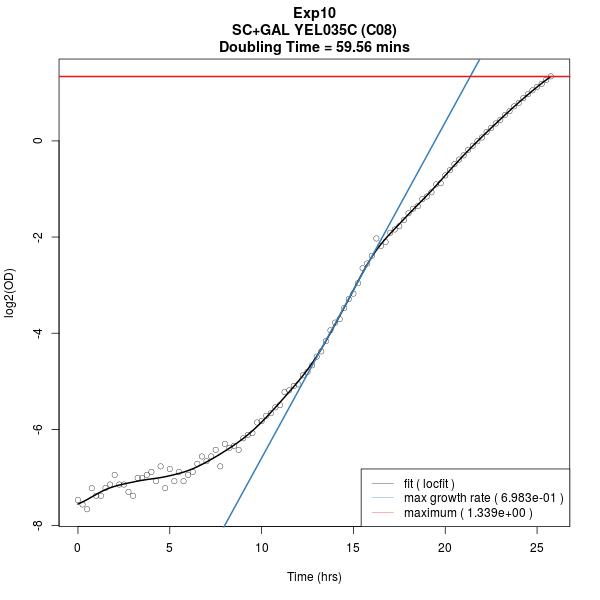 Exp10
SC+GAL YEL035C (C08)
Doubling Time = 59.56 mins
log2(OD)
0
-2
-4
-6
-8
fit ( locfit )
max growth rate ( 6.983e-01 )
maximum ( 1.339e+00 )
0 5 10 15 20 25
Time (hrs)